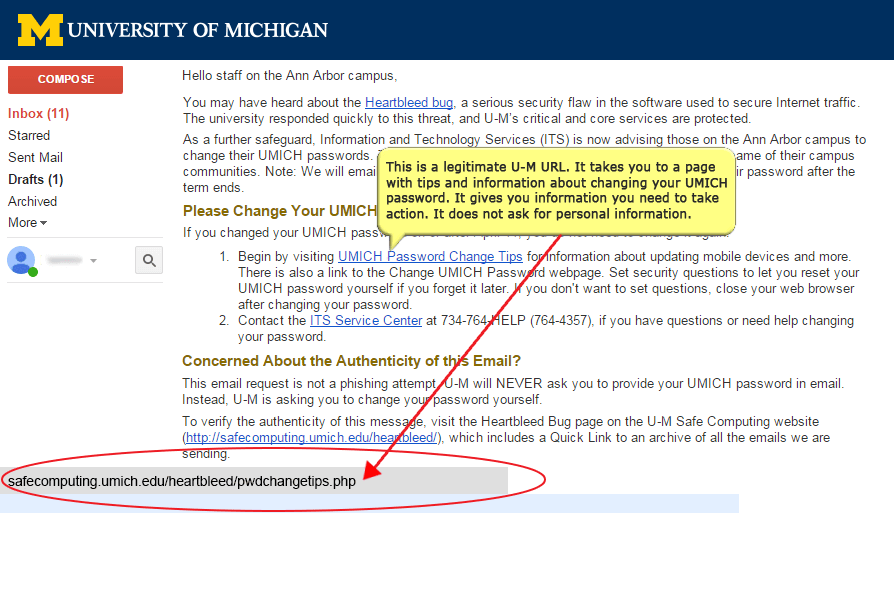 M UNIVERSITY OF MICHIGAN
COMPOSE
Inbox (11)
Starred
Sent Mail
Drafts (1)
Archived
More
Hello staff on the Ann Arbor campus,
You may have heard about the Heartbleed bug, a serious security flaw in the software used to secure Internet traffic.
The university responded quickly to this threat, and U-M's critical and core services are protected.
As a further safeguard, Information and Technology Services (ITS) is now advising those on the Ann Arbor campus to
change their UMICH passwords. ame of their campus
communities. Note: We will emai ir password after the
term ends.
This is a legitimate U-M URL. It takes you to a page
with tips and information about changing your UMICH
password. It gives you information you need to take
action. It does not ask for personal information.
Please Change Your UMICH
If you changed your UMICH
1. Begin by visiting UMICH Password Change Tips for information about updating mobile devices and more.
There is also a link to the Change UMICH Password webpage. Set security questions to let you reset your
UMICH password yourself if you forget it later. If you don't want to set questions, close your web browser
after changing your password.
2. Contact the ITS Service Center at 734-764-HELP (764-4357), if you have questions or need help changing
your password.
Concerned About the Authenticity of this Email?
This email request is not a phishing attempt. U-M will NEVER ask you to provide your UMICH password in email.
Instead, U-M is asking you to change your password yourself.
To verify the authenticity of this message, visit the Heartbleed Bug page on the U-M Safe Computing website
(http://safecomputing.umich.edu/heartbleed/), which includes a Quick Link to an archive of all the emails we are
sending.
safecomputing.umich.edu/heartbleed/pwdchangetips.php